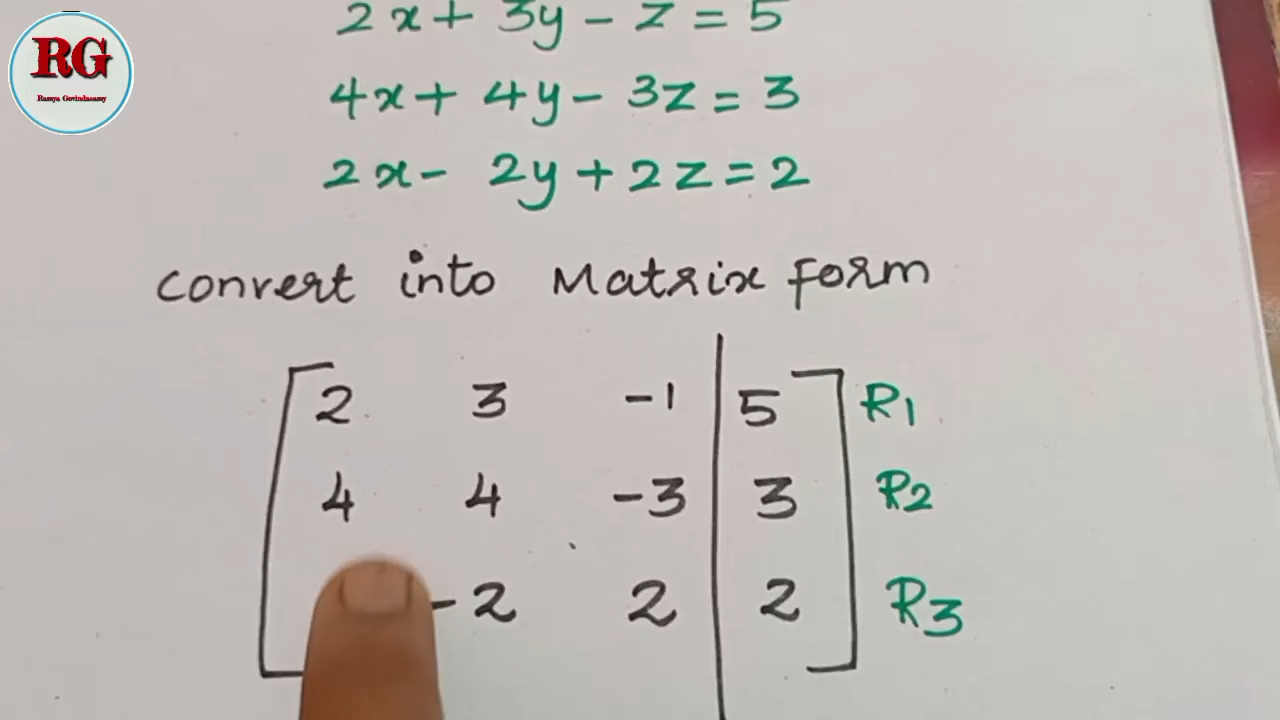 RG
Ramya Govindasamy
2x + 3y - z = 5
4x + 4y - 3z = 3
2x - 2y + 2z = 2
Convert into Matrix form
2 3 -1 | 5 R1
4 4 -3 | 3 R2
-2 2 | 2 R3